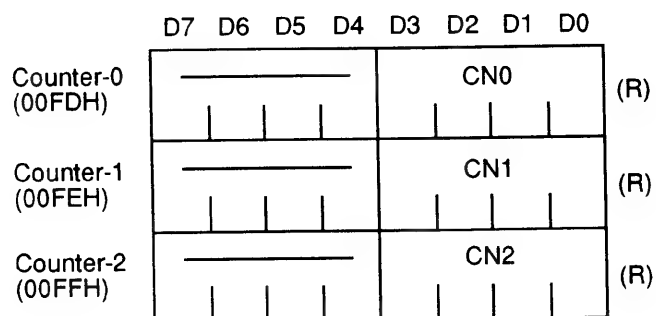 D7 D6 D5 D4 D3 D2 D1 D0
Counter-0
(00FDH)
CN0
(R)
Counter-1
(00FEH)
CN1
(R)
Counter-2
(00FFH)
CN2
(R)